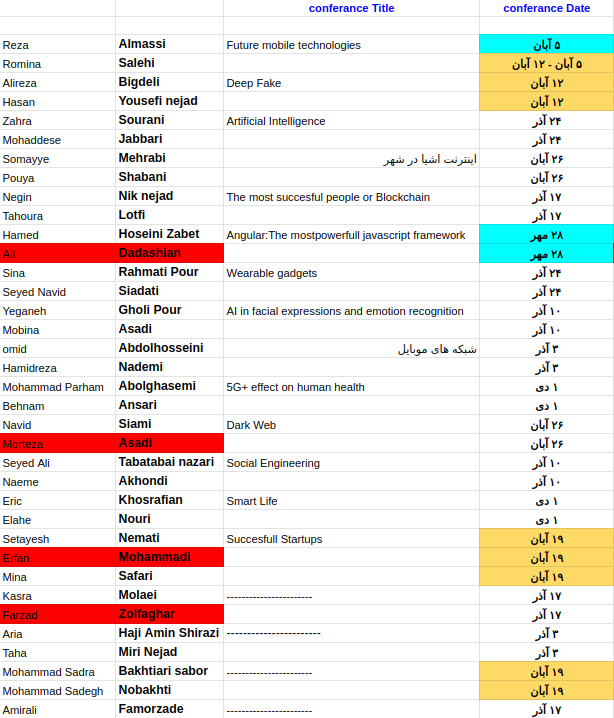 conferance Title conferance Date
Reza Almassi Future mobile technologies ۵ آبان
Romina Salehi ۵ آبان - ۱۲ آبان
Alireza Bigdeli Deep Fake ۱۲ آبان
Hasan Yousefi nejad ۱۲ آبان
Zahra Sourani Artificial Intelligence ۲۴ آذر
Mohaddese Jabbari ۲۴ آذر
Somayye Mehrabi اینترنت اشیا در شهر ۲۶ آبان
Pouya Shabani ۲۶ آبان
Negin Nik nejad The most succesful people or Blockchain ۱۷ آذر
Tahoura Lotfi ۱۷ آذر
Hamed Hoseini Zabet Angular:The mostpowerfull javascript framework ۲۸ مهر
Ali Dadashian ۲۸ مهر
Sina Rahmati Pour Wearable gadgets ۲۴ آذر
Seyed Navid Siadati ۲۴ آذر
Yeganeh Gholi Pour AI in facial expressions and emotion recognition ۱۰ آذر
Mobina Asadi ۱۰ آذر
omid Abdolhosseini شبکه های موبایل ۳ آذر
Hamidreza Nademi ۳ آذر
Mohammad Parham Abolghasemi 5G+ effect on human health ۱ دی
Behnam Ansari ۱ دی
Navid Siami Dark Web ۲۶ آبان
Morteza Asadi ۲۶ آبان
Seyed Ali Tabatabai nazari Social Engineering ۱۰ آذر
Naeme Akhondi ۱۰ آذر
Eric Khosrafian Smart Life ۱ دی
Elahe Nouri ۱ دی
Setayesh Nemati Succesfull Startups ۱۹ آبان
Erfan Mohammadi ۱۹ آبان
Mina Safari ۱۹ آبان
Kasra Molaei ----------------------- ۱۷ آذر
Farzad Zolfaghar ۱۷ آذر
Aria Haji Amin Shirazi ----------------------- ۳ آذر
Taha Miri Nejad ۳ آذر
Mohammad Sadra Bakhtiari sabor ----------------------- ۱۹ آبان
Mohammad Sadegh Nobakhti ۱۹ آبان
Amirali Famorzade ----------------------- ۱۷ آذر